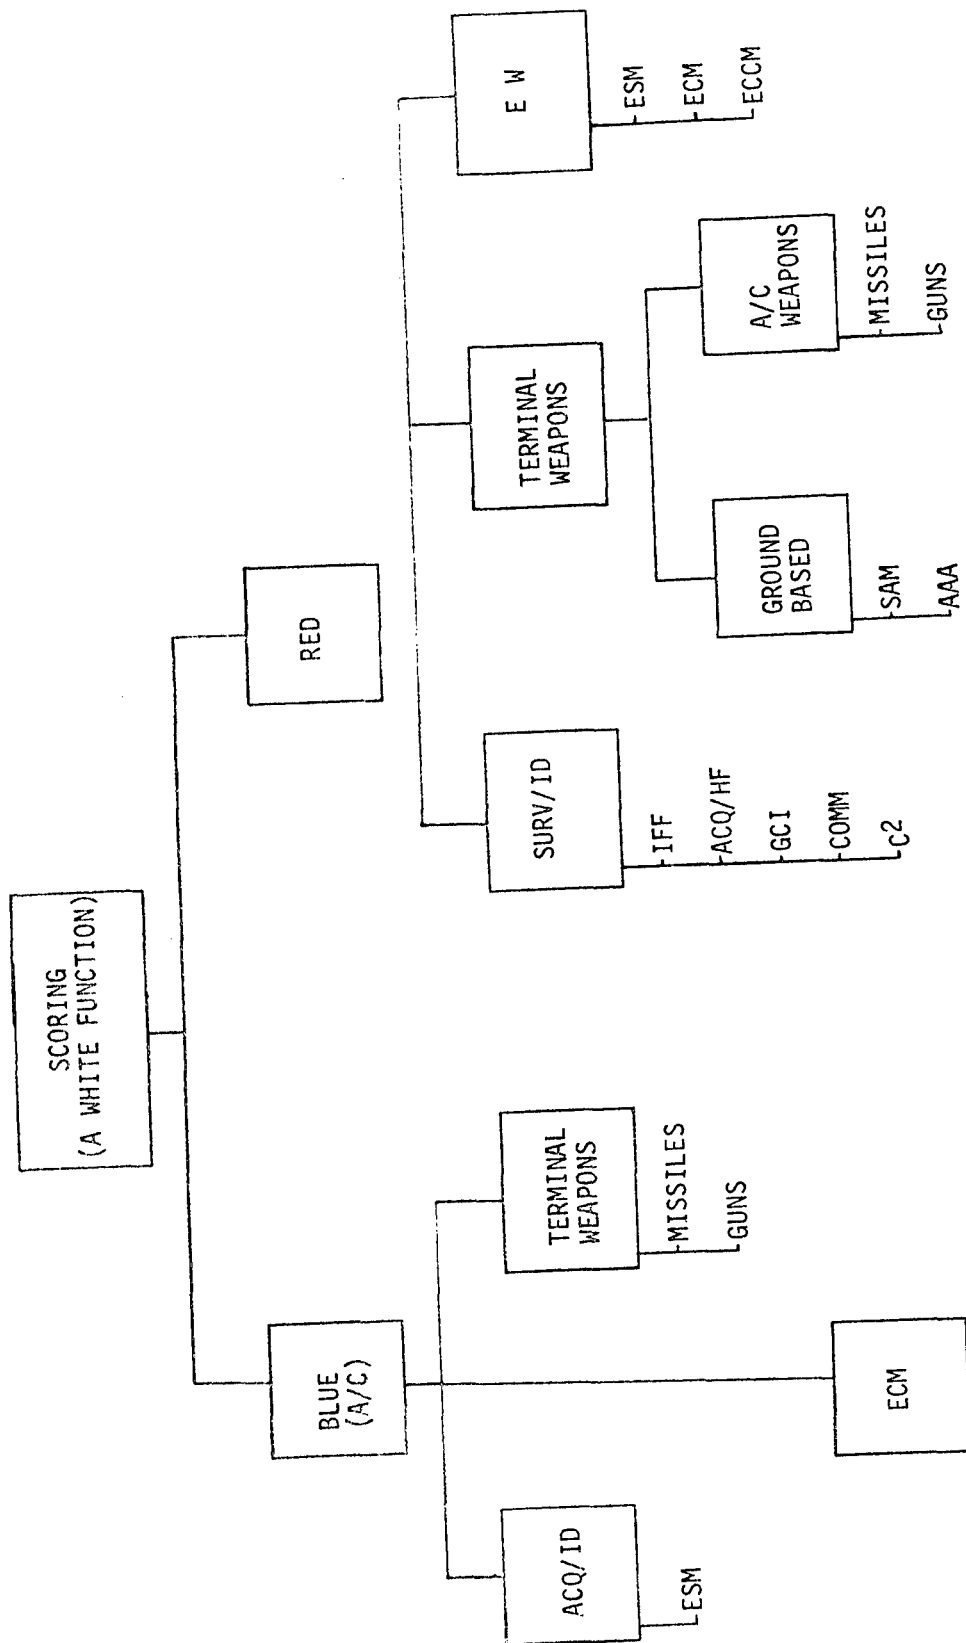 SCORING
(A WHITE FUNCTION)
BLUE
(A/C)
RED
ACQ/ID
ESM
TERMINAL
WEAPONS
MISSILES
GUNS
ECM
SURV/ID
IFF
ACQ/HF
GCI
COMM
C2
TERMINAL
WEAPONS
GROUND
BASED
SAM
AAA
A/C
WEAPONS
MISSILES
GUNS
E W
ESM
ECM
ECCM